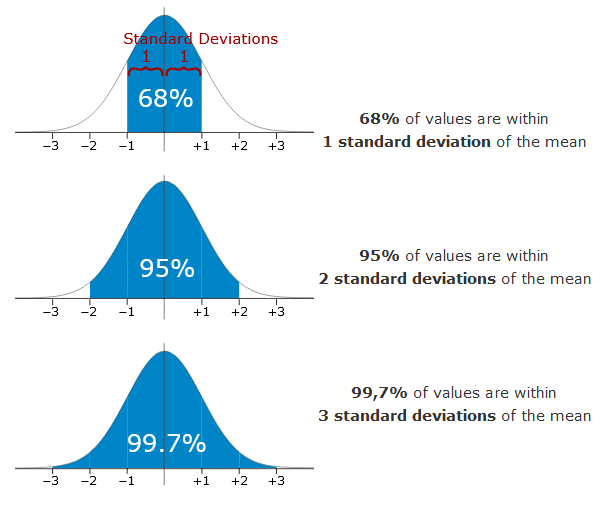 Standard Deviations
1 1
68%
−3 −2 −1 +1 +2 +3
68% of values are within
1 standard deviation of the mean
95%
−3 −2 −1 +1 +2 +3
95% of values are within
2 standard deviations of the mean
99.7%
−3 −2 −1 +1 +2 +3
99,7% of values are within
3 standard deviations of the mean